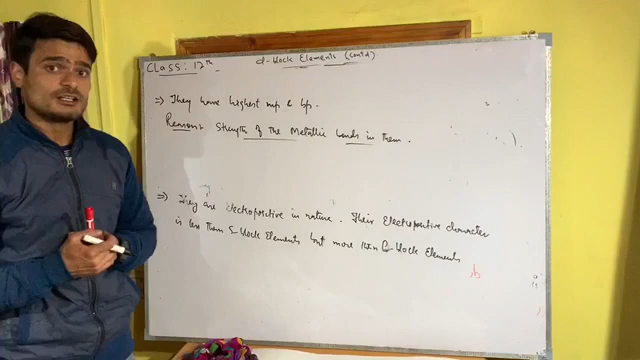 CLASS: 12th
d-block Elements (contd)
=> They have highest mp & bp.
Reason: Strength of the Metallic bonds in them.
=> They are electropositive in nature. Their Electropositive character
is less than S-block Elements but more than P-block Elements